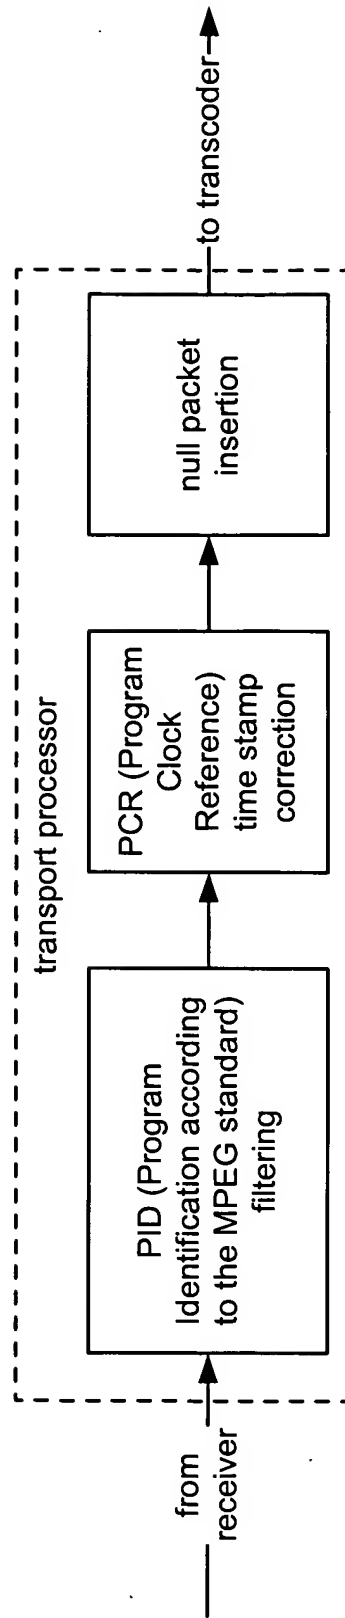 transport processor
from
receiver
PID (Program
Identification according
to the MPEG standard)
filtering
PCR (Program
Clock
Reference)
time stamp
correction
null packet
insertion
to transcoder